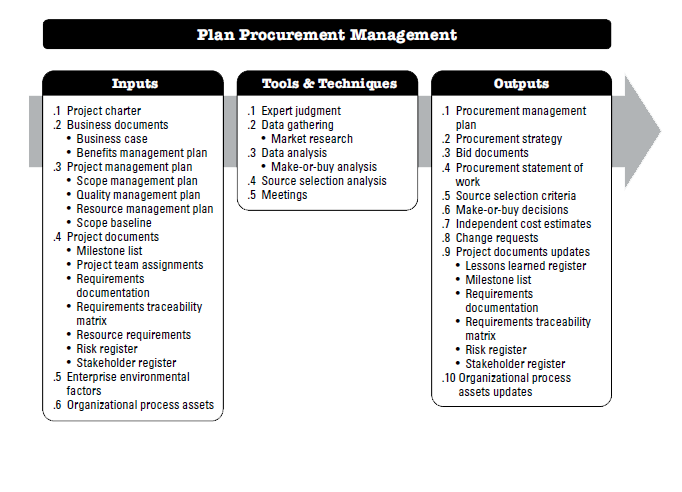 Plan Procurement Management
Inputs
.1 Project charter
.2 Business documents
• Business case
• Benefits management plan
.3 Project management plan
• Scope management plan
• Quality management plan
• Resource management plan
• Scope baseline
.4 Project documents
• Milestone list
• Project team assignments
• Requirements
documentation
• Requirements traceability
matrix
• Resource requirements
• Risk register
• Stakeholder register
.5 Enterprise environmental
factors
.6 Organizational process assets
Tools & Techniques
.1 Expert judgment
.2 Data gathering
• Market research
.3 Data analysis
• Make-or-buy analysis
.4 Source selection analysis
.5 Meetings
Outputs
.1 Procurement management
plan
.2 Procurement strategy
.3 Bid documents
.4 Procurement statement of
work
.5 Source selection criteria
.6 Make-or-buy decisions
.7 Independent cost estimates
.8 Change requests
.9 Project documents updates
• Lessons learned register
• Milestone list
• Requirements
documentation
• Requirements traceability
matrix
• Risk register
• Stakeholder register
.10 Organizational process
assets updates